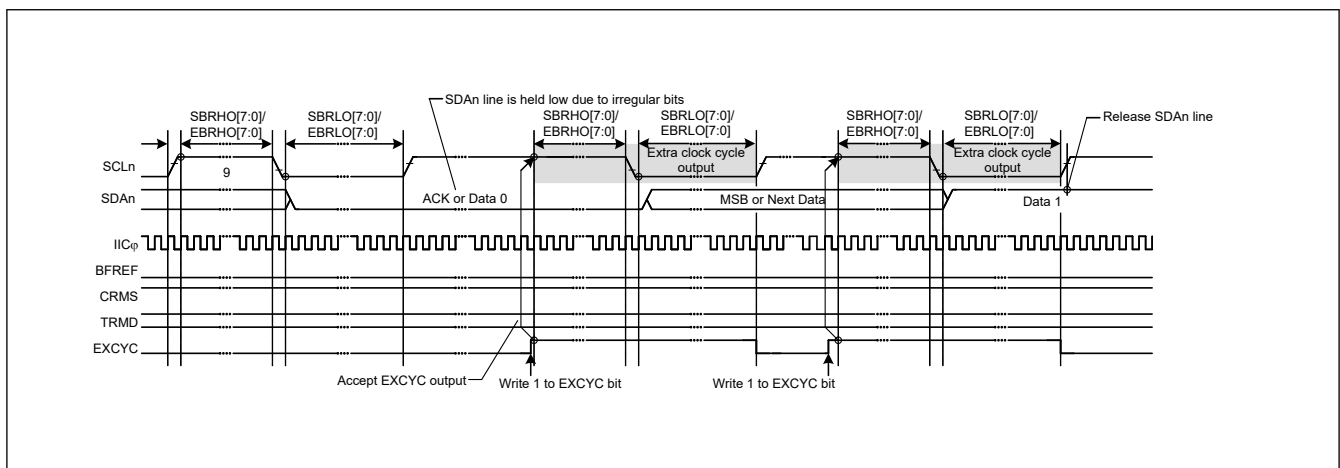 SDAn line is held low due to irregular bits
SBRHO[7:0]/
EBRHO[7:0]
SBRLO[7:0]/
EBRLO[7:0]
SBRHO[7:0]/
EBRHO[7:0]
SBRLO[7:0]/
EBRLO[7:0]
SBRHO[7:0]/
EBRHO[7:0]
SBRLO[7:0]/
EBRLO[7:0]
Release SDAn line
SCLn
9
Extra clock cycle
output
Extra clock cycle
output
SDAn
ACK or Data 0
MSB or Next Data
Data 1
IICφ
BFREF
CRMS
TRMD
EXCYC
Accept EXCYC output
Write 1 to EXCYC bit
Write 1 to EXCYC bit